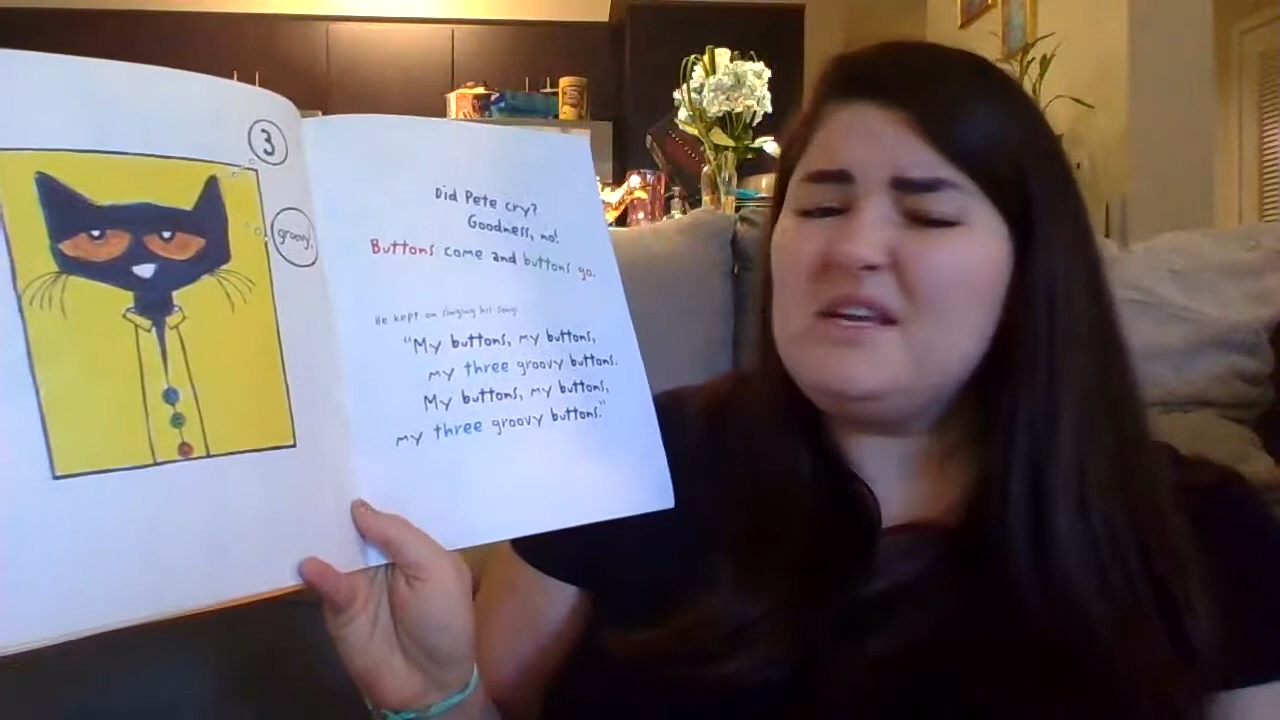 3
groovy.
Did Pete cry?
Goodness, no!
Buttons come and buttons go.
He kept on singing his song:
"My buttons, my buttons,
my three groovy buttons.
My buttons, my buttons,
my three groovy buttons."